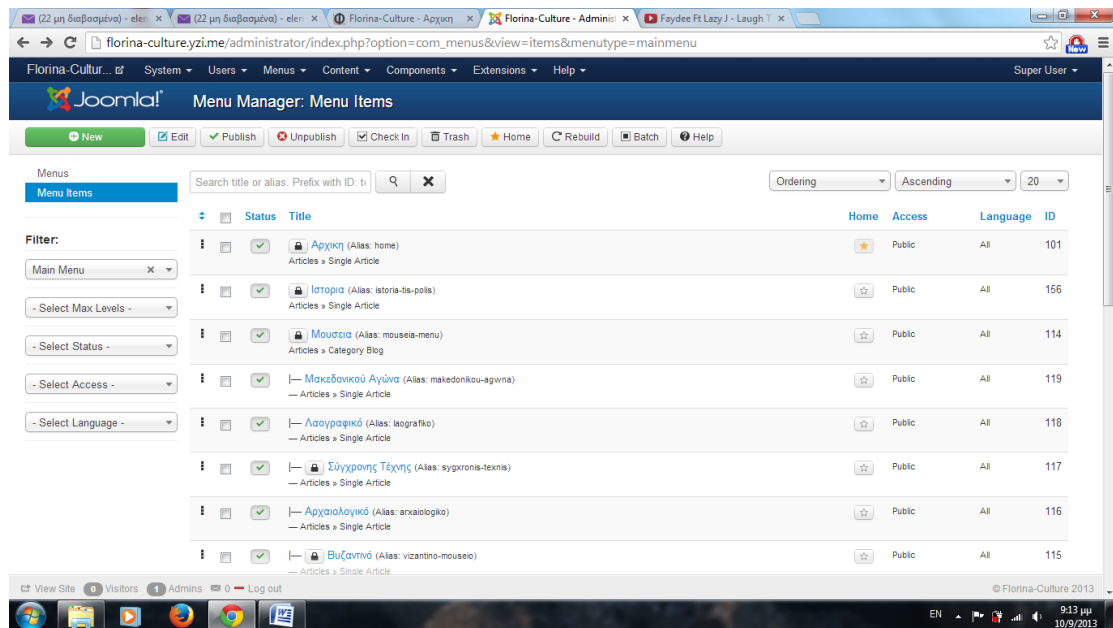 (22 μη διαβασμένα) - elen
(22 μη διαβασμένα) - elen
Florina-Culture - Αρχικη
Florina-Culture - Administ
Faydee Ft Lazy J - Laugh T
florina-culture.yzi.me/administrator/index.php?option=com_menus&view=items&menutype=mainmenu
New
Florina-Cultur... System Users Menus Content Components Extensions Help Super User
Joomla! Menu Manager: Menu Items
New Edit Publish Unpublish Check In Trash Home Rebuild Batch Help
Menus
Menu Items
Filter:
Main Menu
- Select Max Levels -
- Select Status -
- Select Access -
- Select Language -
Search title or alias. Prefix with ID: Ordering Ascending 20
Status Title Home Access Language ID
Αρχικη (Alias: home) Public All 101
Articles » Single Article
Ιστορια (Alias: istoria-tis-polis) Public All 156
Articles » Single Article
Μουσεια (Alias: mouseia-menu) Public All 114
Articles » Category Blog
|— Μακεδονικού Αγώνα (Alias: makedonikou-agwna) Public All 119
— Articles » Single Article
|— Λαογραφικό (Alias: laografiko) Public All 118
— Articles » Single Article
|— Σύγχρονης Τέχνης (Alias: sygxronis-texnis) Public All 117
— Articles » Single Article
|— Αρχαιολογικό (Alias: arxaiologiko) Public All 116
— Articles » Single Article
|— Βυζαντινό (Alias: vizantino-mouseio) Public All 115
— Articles » Single Article
View Site 0 Visitors 1 Admins 0 Log out © Florina-Culture 2013
EN 9:13 μμ
10/9/2013